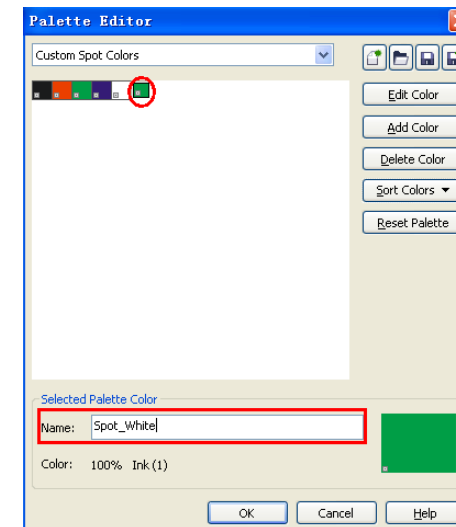 Palette Editor
Custom Spot Colors
Edit Color
Add Color
Delete Color
Sort Colors
Reset Palette
Selected Palette Color
Name: Spot_White
Color: 100% Ink (1)
OK Cancel Help